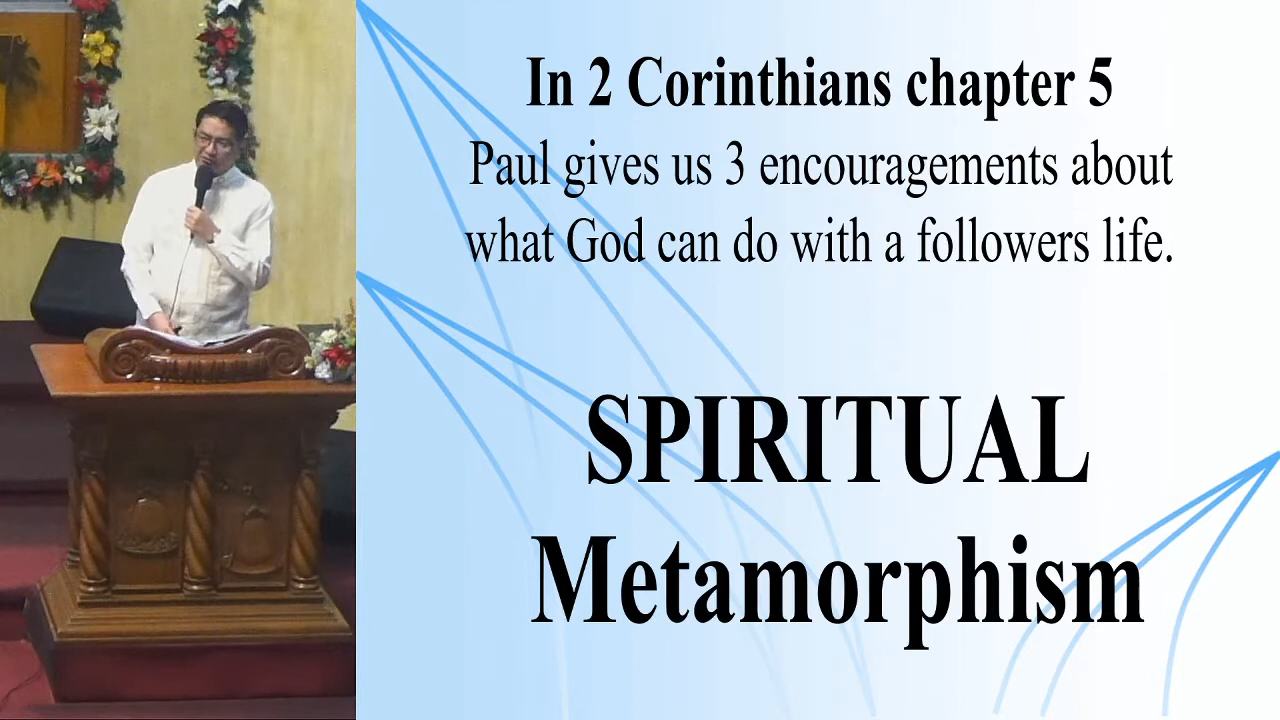 In 2 Corinthians chapter 5
Paul gives us 3 encouragements about
what God can do with a followers life.
SPIRITUAL
Metamorphism